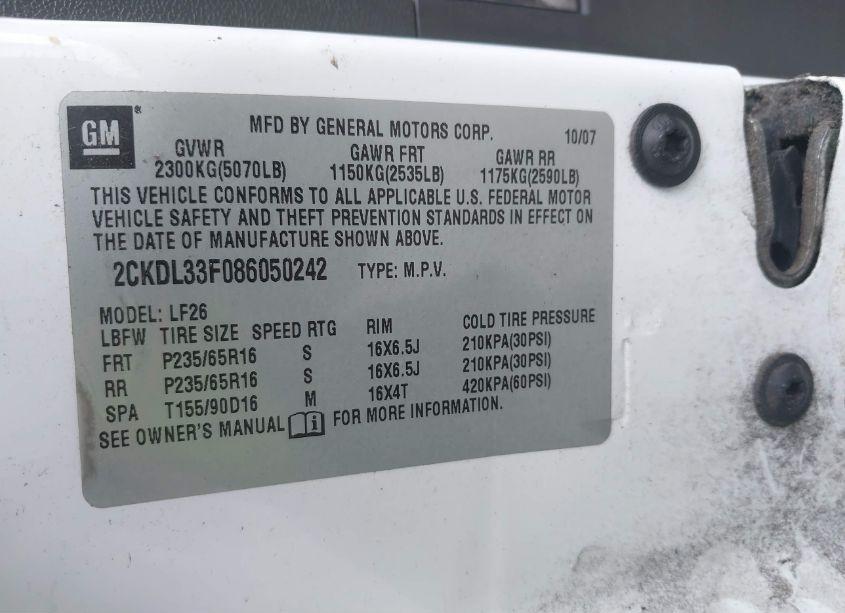 GM
MFD BY GENERAL MOTORS CORP. 10/07
GVWR GAWR FRT GAWR RR
2300KG(5070LB) 1150KG(2535LB) 1175KG(2590LB)
THIS VEHICLE CONFORMS TO ALL APPLICABLE U.S. FEDERAL MOTOR
VEHICLE SAFETY AND THEFT PREVENTION STANDARDS IN EFFECT ON
THE DATE OF MANUFACTURE SHOWN ABOVE.
2CKDL33F086050242 TYPE: M.P.V.
MODEL: LF26
LBFW TIRE SIZE SPEED RTG RIM COLD TIRE PRESSURE
FRT P235/65R16 S 16X6.5J 210KPA(30PSI)
RR P235/65R16 S 16X6.5J 210KPA(30PSI)
SPA T155/90D16 M 16X4T 420KPA(60PSI)
SEE OWNER'S MANUAL FOR MORE INFORMATION.